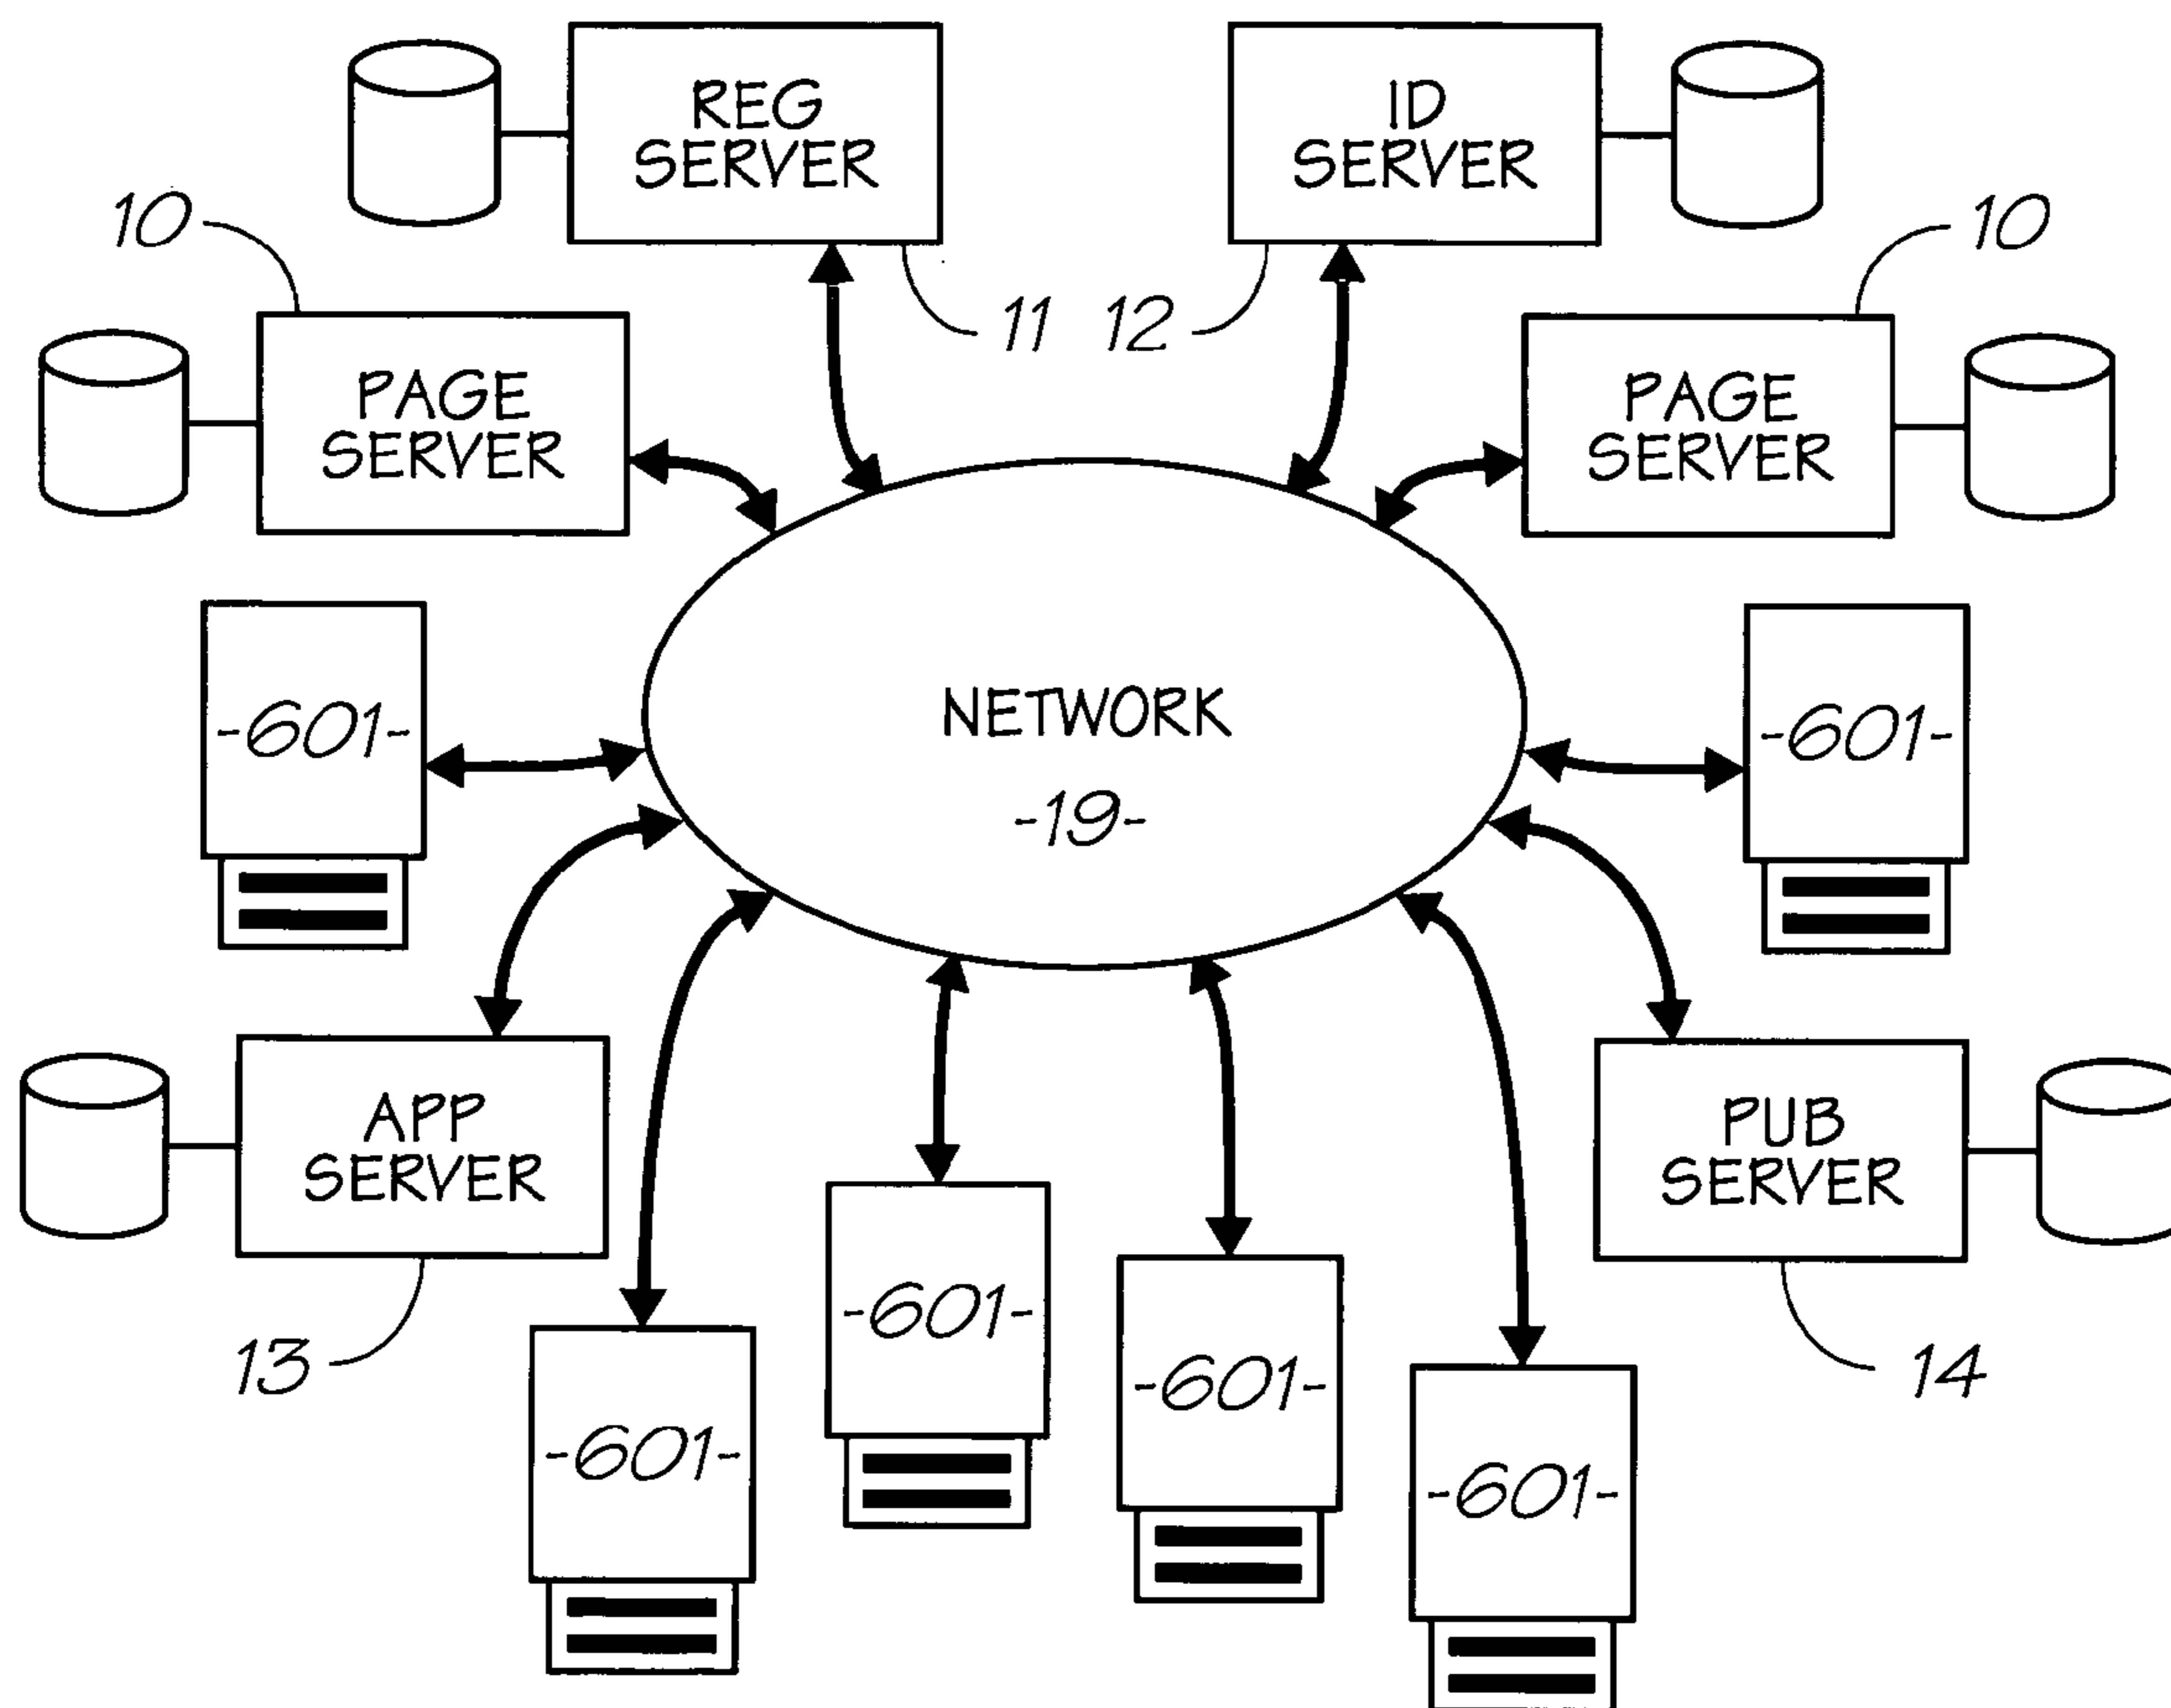 REG
SERVER
ID
SERVER
10
10
11
12
PAGE
SERVER
PAGE
SERVER
-601-
NETWORK
-19-
-601-
APP
SERVER
PUB
SERVER
13
-601-
-601-
-601-
-601-
14